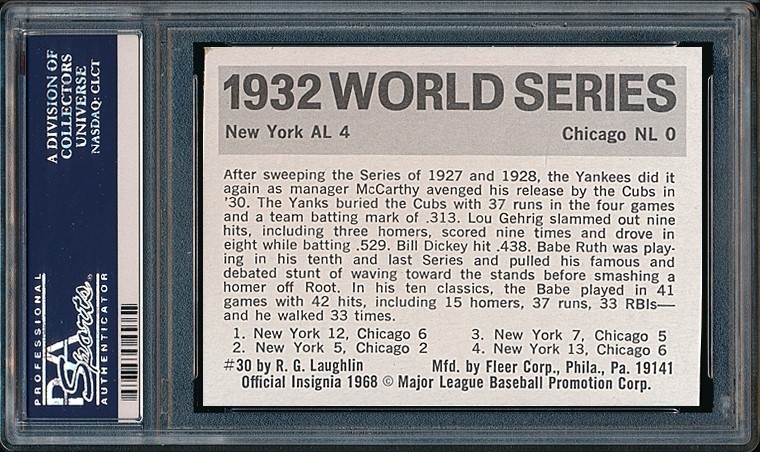 A DIVISION OF
COLLECTORS
UNIVERSE
NASDAQ: CLCT
PROFESSIONAL
PSA
Sports®
AUTHENTICATOR
1932 WORLD SERIES
New York AL 4 Chicago NL 0
After sweeping the Series of 1927 and 1928, the Yankees did it
again as manager McCarthy avenged his release by the Cubs in
'30. The Yanks buried the Cubs with 37 runs in the four games
and a team batting mark of .313. Lou Gehrig slammed out nine
hits, including three homers, scored nine times and drove in
eight while batting .529. Bill Dickey hit .438. Babe Ruth was play-
ing in his tenth and last Series and pulled his famous and
debated stunt of waving toward the stands before smashing a
homer off Root. In his ten classics, the Babe played in 41
games with 42 hits, including 15 homers, 37 runs, 33 RBIs—
and he walked 33 times.
1. New York 12, Chicago 6 3. New York 7, Chicago 5
2. New York 5, Chicago 2 4. New York 13, Chicago 6
#30 by R. G. Laughlin Mfd. by Fleer Corp., Phila., Pa. 19141
Official Insignia 1968 © Major League Baseball Promotion Corp.